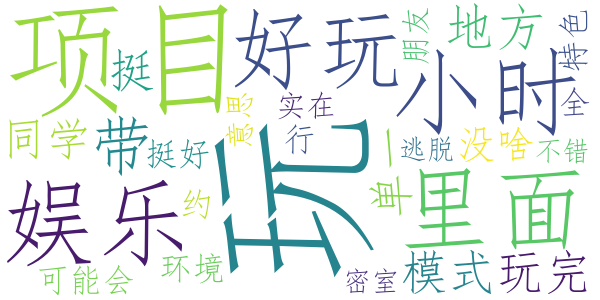 项目
挺
好玩
朋友
地方
特色
小时
同学
带
挺好
意思
实在
行
玩
全
逃脱
没啥
不错
单一
娱乐
约
里面
可能会
环境
密室
模式
玩完